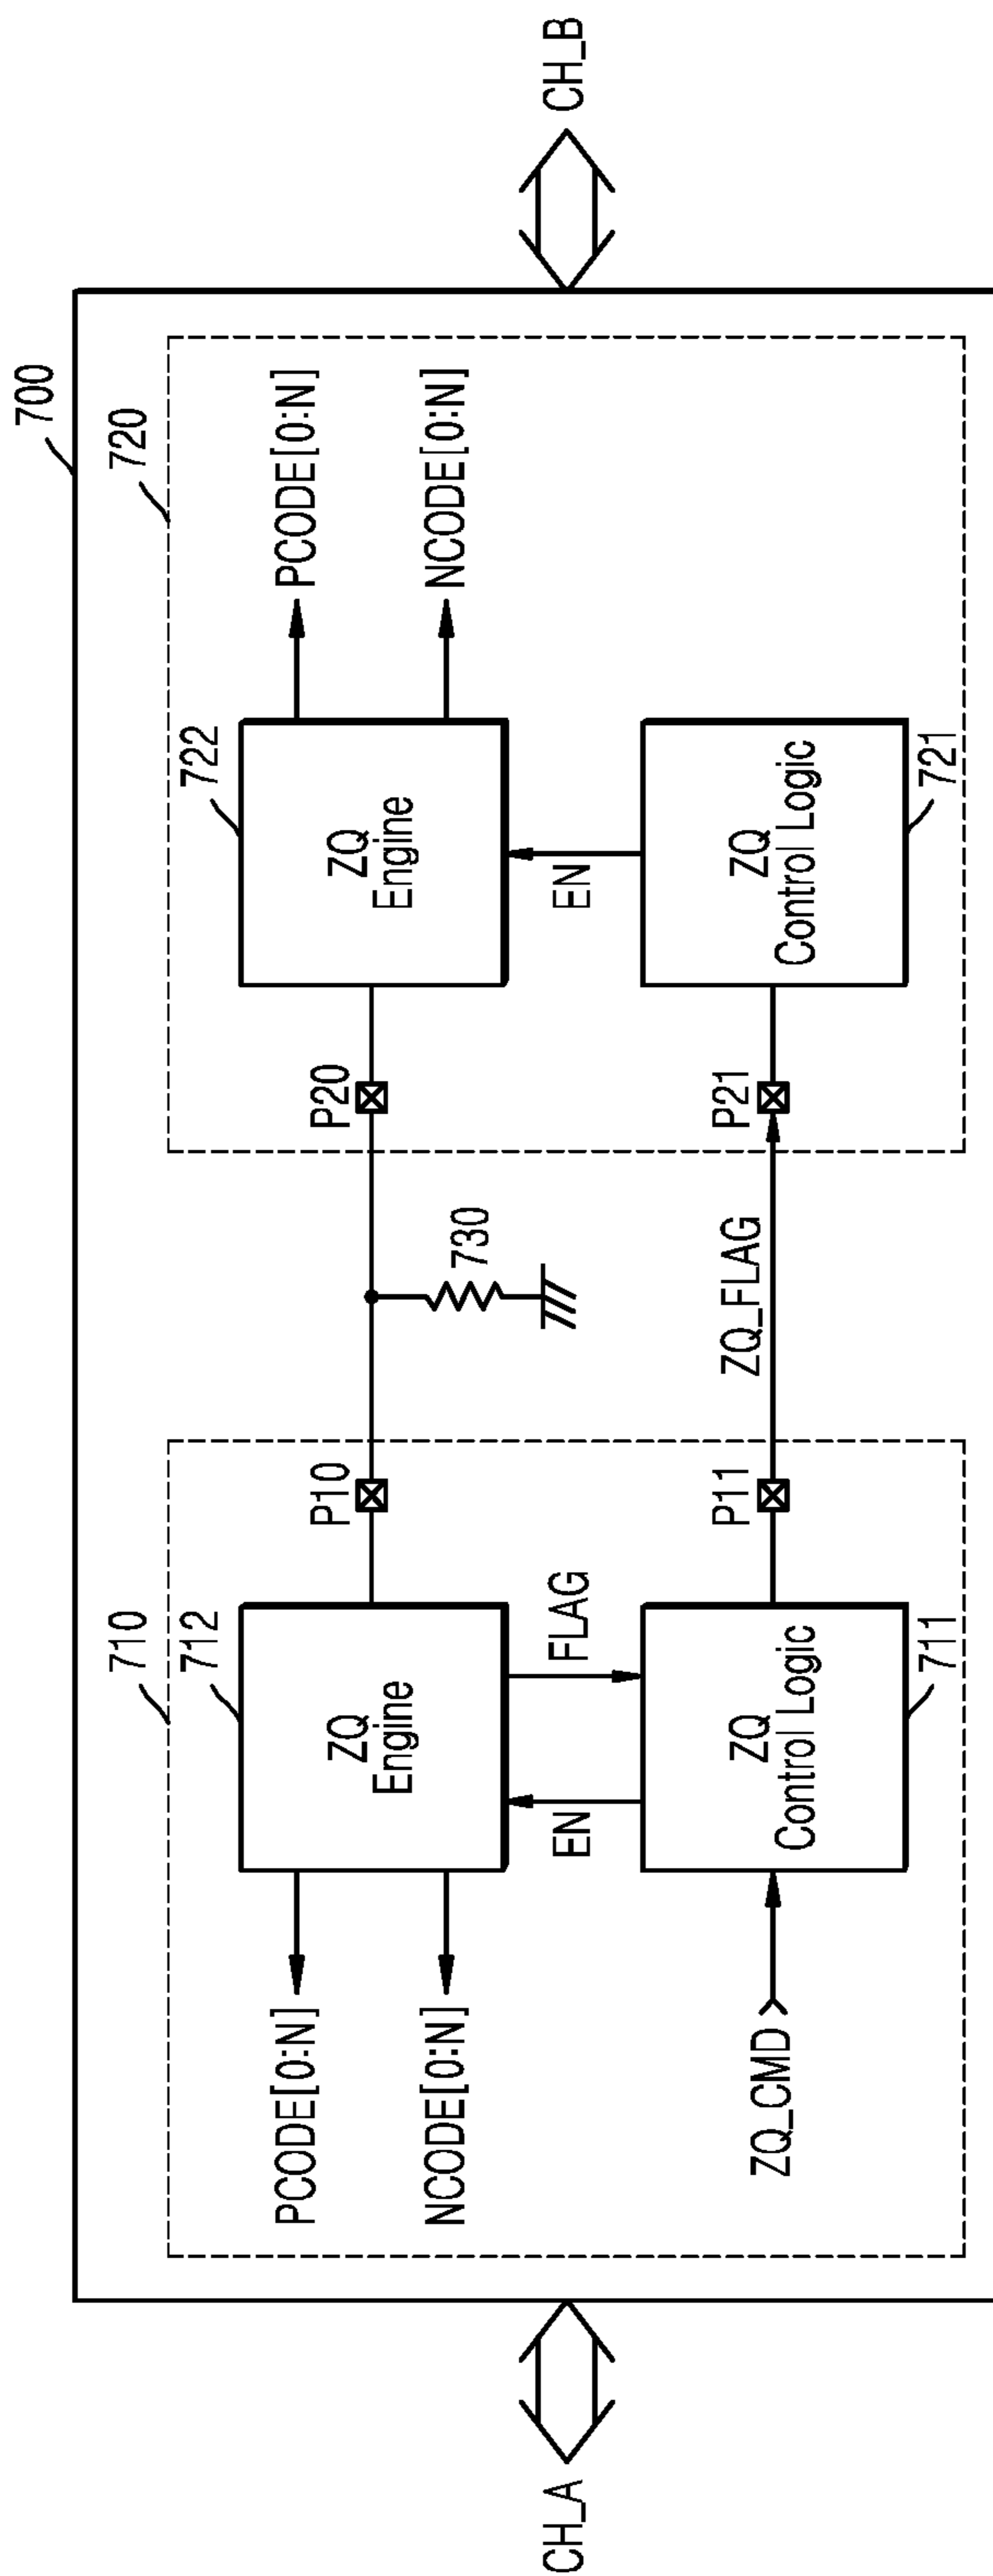 700
710
720
712
722
PCODE[0:N]
NCODE[0:N]
ZQ
Engine
P10
P20
ZQ
Engine
PCODE[0:N]
NCODE[0:N]
730
EN
FLAG
EN
CH_A
CH_B
ZQ_CMD
ZQ
Control Logic
P11
ZQ_FLAG
P21
ZQ
Control Logic
711
721